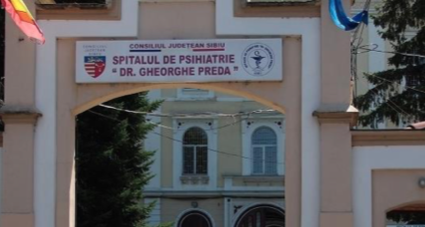 CONSILIUL JUDEȚEAN SIBIU
SPITALUL DE PSIHIATRIE
“ DR. GHEORGHE PREDA ”